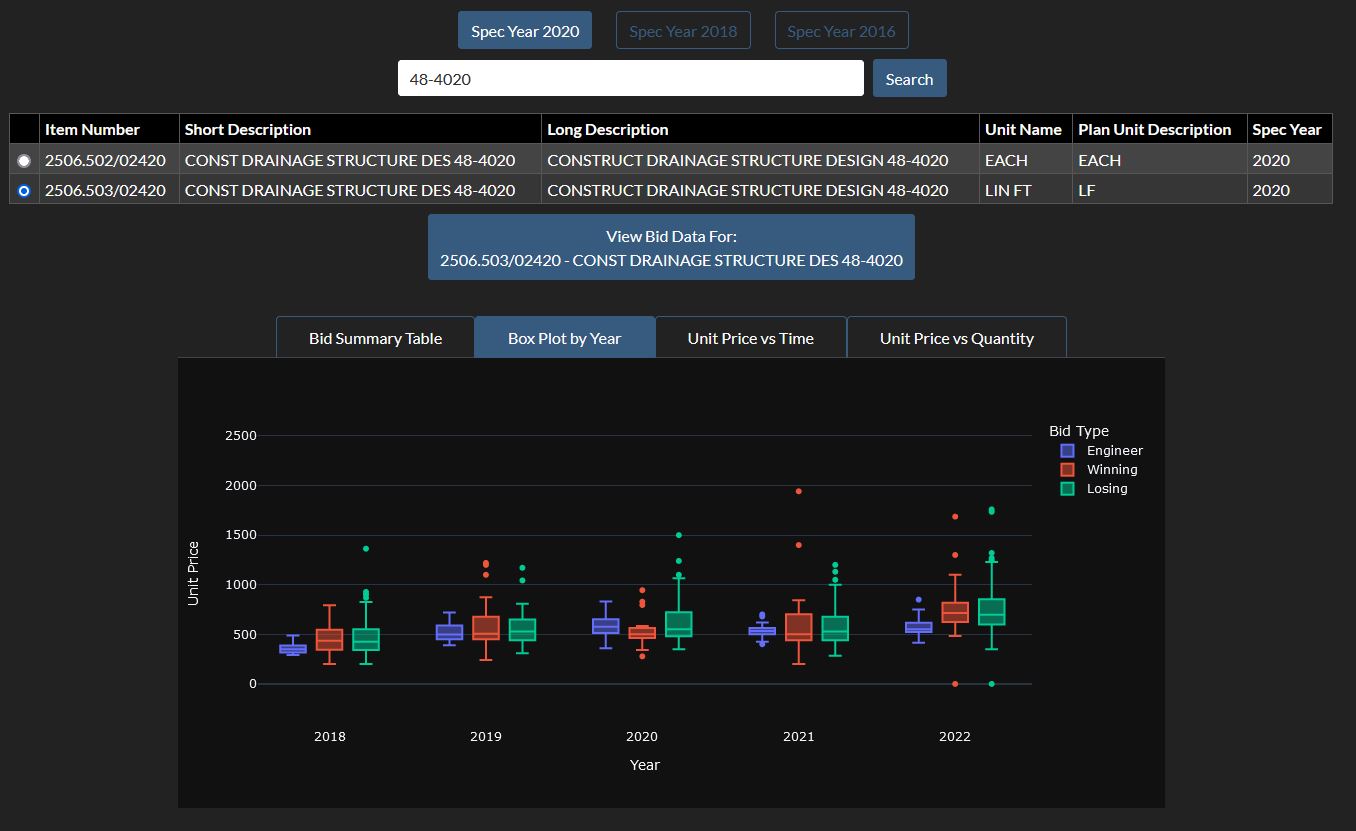 Spec Year 2020 Spec Year 2018 Spec Year 2016
48-4020 Search
Item Number Short Description Long Description Unit Name Plan Unit Description Spec Year
2506.502/02420 CONST DRAINAGE STRUCTURE DES 48-4020 CONSTRUCT DRAINAGE STRUCTURE DESIGN 48-4020 EACH EACH 2020
2506.503/02420 CONST DRAINAGE STRUCTURE DES 48-4020 CONSTRUCT DRAINAGE STRUCTURE DESIGN 48-4020 LIN FT LF 2020
View Bid Data For:
2506.503/02420 - CONST DRAINAGE STRUCTURE DES 48-4020
Bid Summary Table Box Plot by Year Unit Price vs Time Unit Price vs Quantity
Bid Type
Engineer
Winning
Losing
2500
2000
1500
1000
500
0
Unit Price
2018 2019 2020 2021 2022
Year